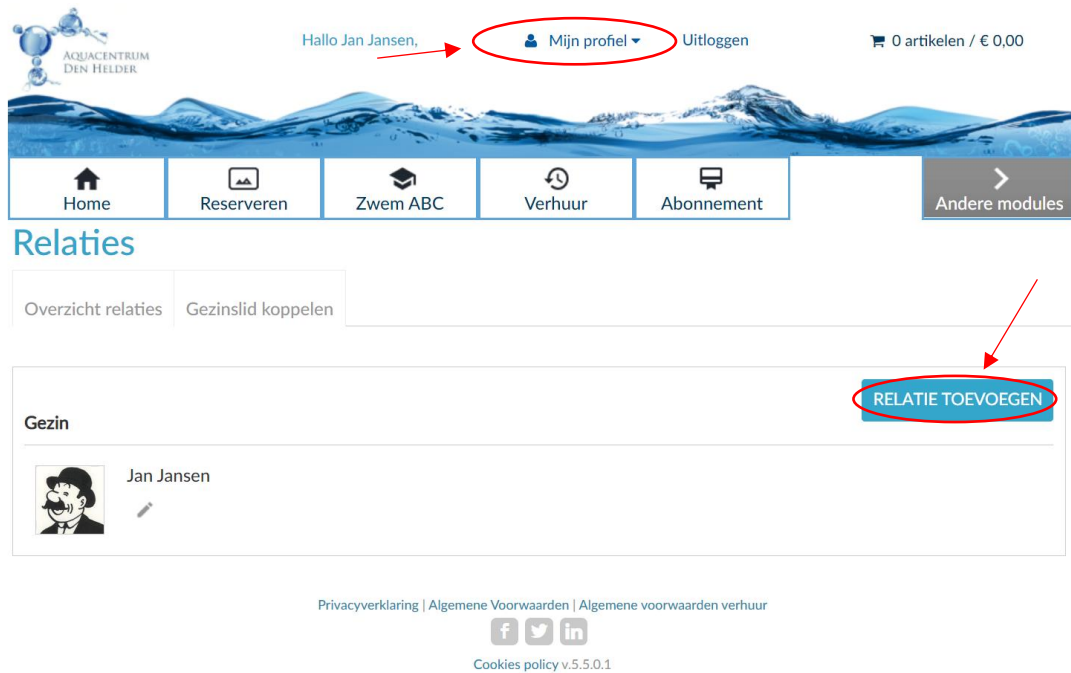 AQUACENTRUM
DEN HELDER
Hallo Jan Jansen,
Mijn profiel
Uitloggen
0 artikelen / € 0,00
Home
Reserveren
Zwem ABC
Verhuur
Abonnement
Andere modules
Relaties
Overzicht relaties
Gezinslid koppelen
RELATIE TOEVOEGEN
Gezin
Jan Jansen
Privacyverklaring | Algemene Voorwaarden | Algemene voorwaarden verhuur
Cookies policy v.5.5.0.1